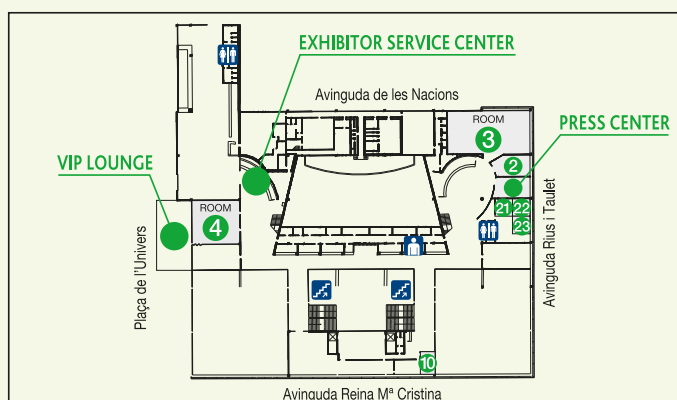 EXHIBITOR SERVICE CENTER
Avinguda de les Nacions
ROOM
3
PRESS CENTER
2
VIP LOUNGE
21 22
23
ROOM
4
Plaça de l'Univers
Avinguda Rius i Taulet
10
Avinguda Reina Mª Cristina